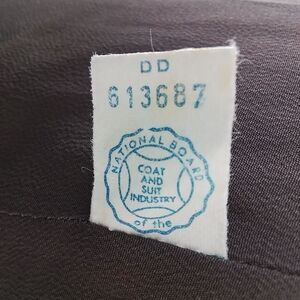 DD
613687
NATIONAL BOARD
of the
COAT
AND
SUIT
INDUSTRY